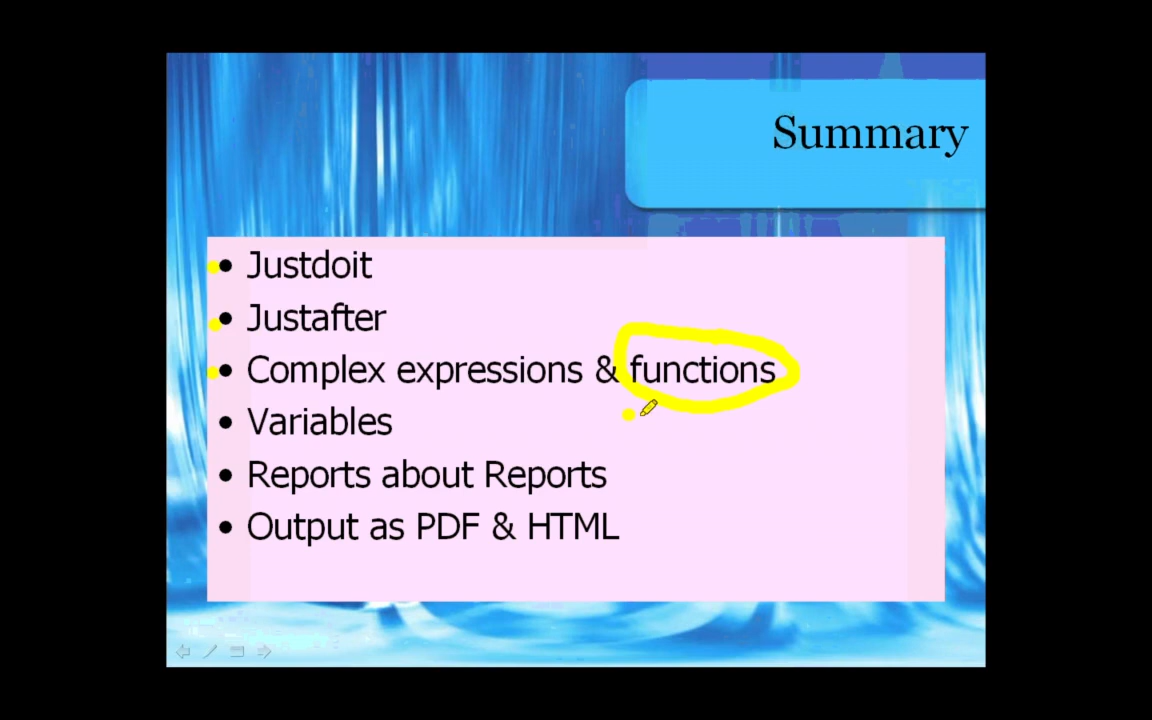 Summary
• Justdoit
• Justafter
• Complex expressions & functions
• Variables
• Reports about Reports
• Output as PDF & HTML